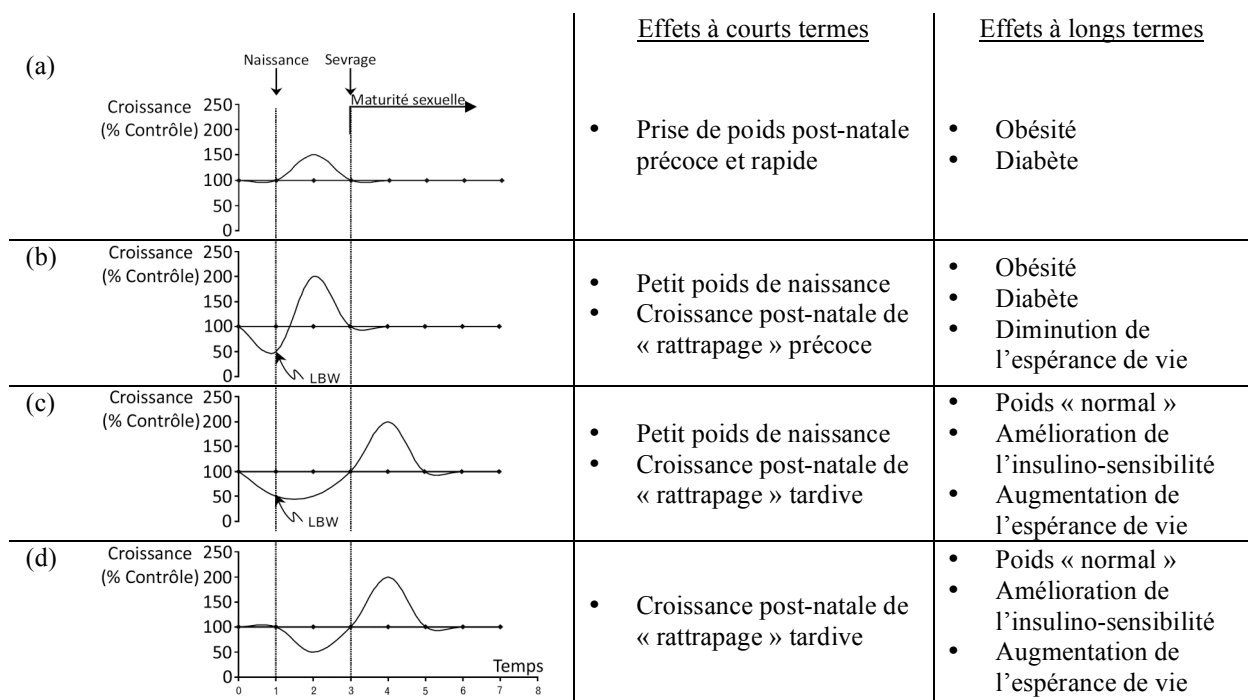 Effets à courts termes
Effets à longs termes
(a)
Naissance
Sevrage
Maturité sexuelle
Croissance
(% Contrôle)
250
200
150
100
50
0
• Prise de poids post-natale
précoce et rapide
• Obésité
• Diabète
(b)
Croissance
(% Contrôle)
250
200
100
50
0
LBW
• Petit poids de naissance
• Croissance post-natale de
« rattrapage » précoce
• Obésité
• Diabète
• Diminution de
l’espérance de vie
(c)
Croissance
(% Contrôle)
250
200
150
100
50
0
LBW
• Petit poids de naissance
• Croissance post-natale de
« rattrapage » tardive
• Poids « normal »
• Amélioration de
l’insulino-sensibilité
• Augmentation de
l’espérance de vie
(d)
Croissance
(% Contrôle)
250
200
150
100
50
0
Temps
0 1 2 3 4 5 6 7 8
• Croissance post-natale de
« rattrapage » tardive
• Poids « normal »
• Amélioration de
l’insulino-sensibilité
• Augmentation de
l’espérance de vie